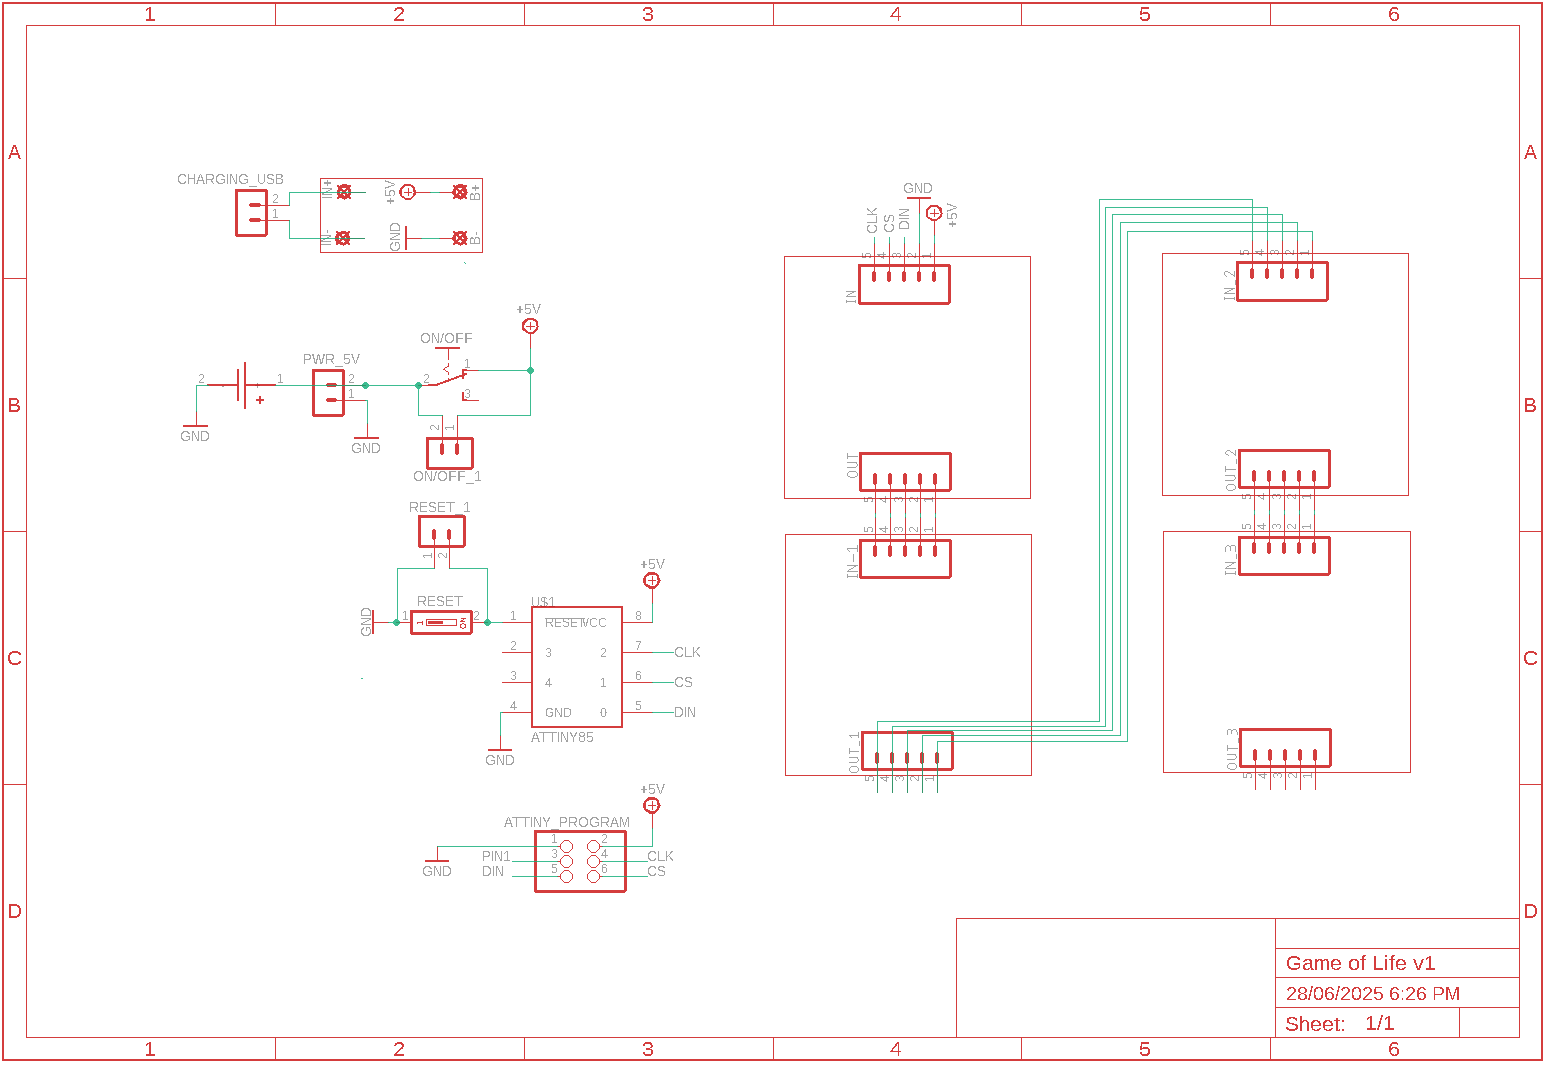 1 2 3 4 5 6
A A
CHARGING_USB
2
1
IN+
IN-
+5V
GND
B+
B-
GND
CLK
CS
DIN
+5V
5 4 3 2 1
IN
5 4 3 2 1
IN_2
B B
+5V
ON/OFF
PWR_5V
2 1
+
2
1
2
1
3
GND
GND
2 1
ON/OFF_1
OUT
5 4 3 2 1
OUT_2
5 4 3 2 1
RESET_1
1 2
RESET
GND
1 2
1
ON
5 4 3 2 1
IN-1
5 4 3 2 1
IN_3
C C
+5V
U$1
1 RESET VCC 8
2 3 2 7 CLK
3 4 1 6 CS
4 GND 0 5 DIN
ATTINY85
GND
OUT_1
5 4 3 2 1
OUT_3
5 4 3 2 1
+5V
ATTINY_PROGRAM
1 2
PIN1 3 4 CLK
DIN 5 6 CS
GND
D D
Game of Life v1
28/06/2025 6:26 PM
Sheet: 1/1
1 2 3 4 5 6